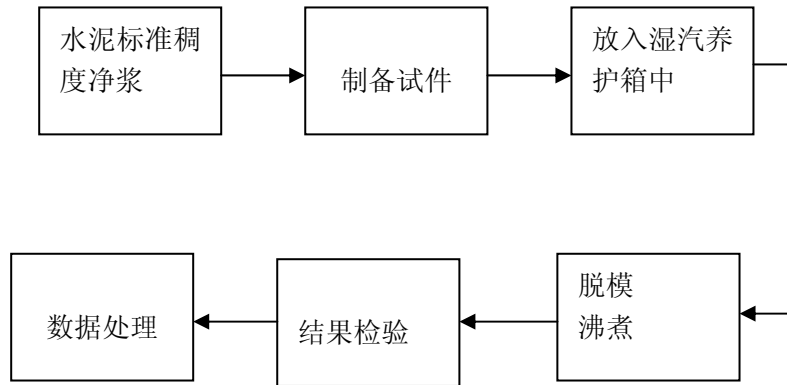 水泥标准稠
度净浆
制备试件
放入湿汽养
护箱中
脱模
沸煮
结果检验
数据处理